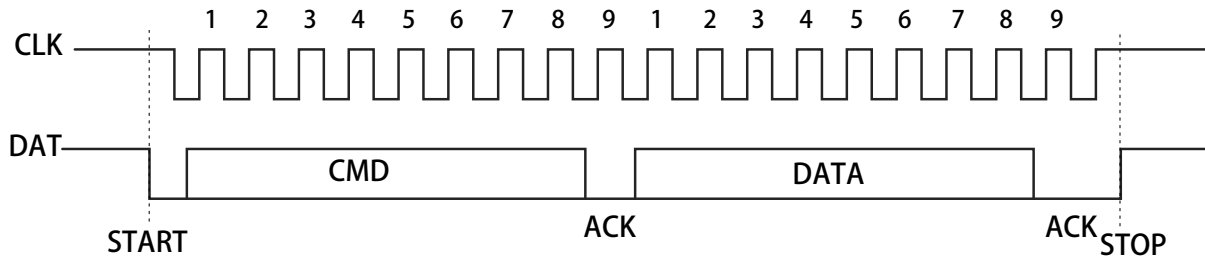 1 2 3 4 5 6 7 8 9 1 2 3 4 5 6 7 8 9
CLK
DAT
CMD DATA
START ACK ACK STOP